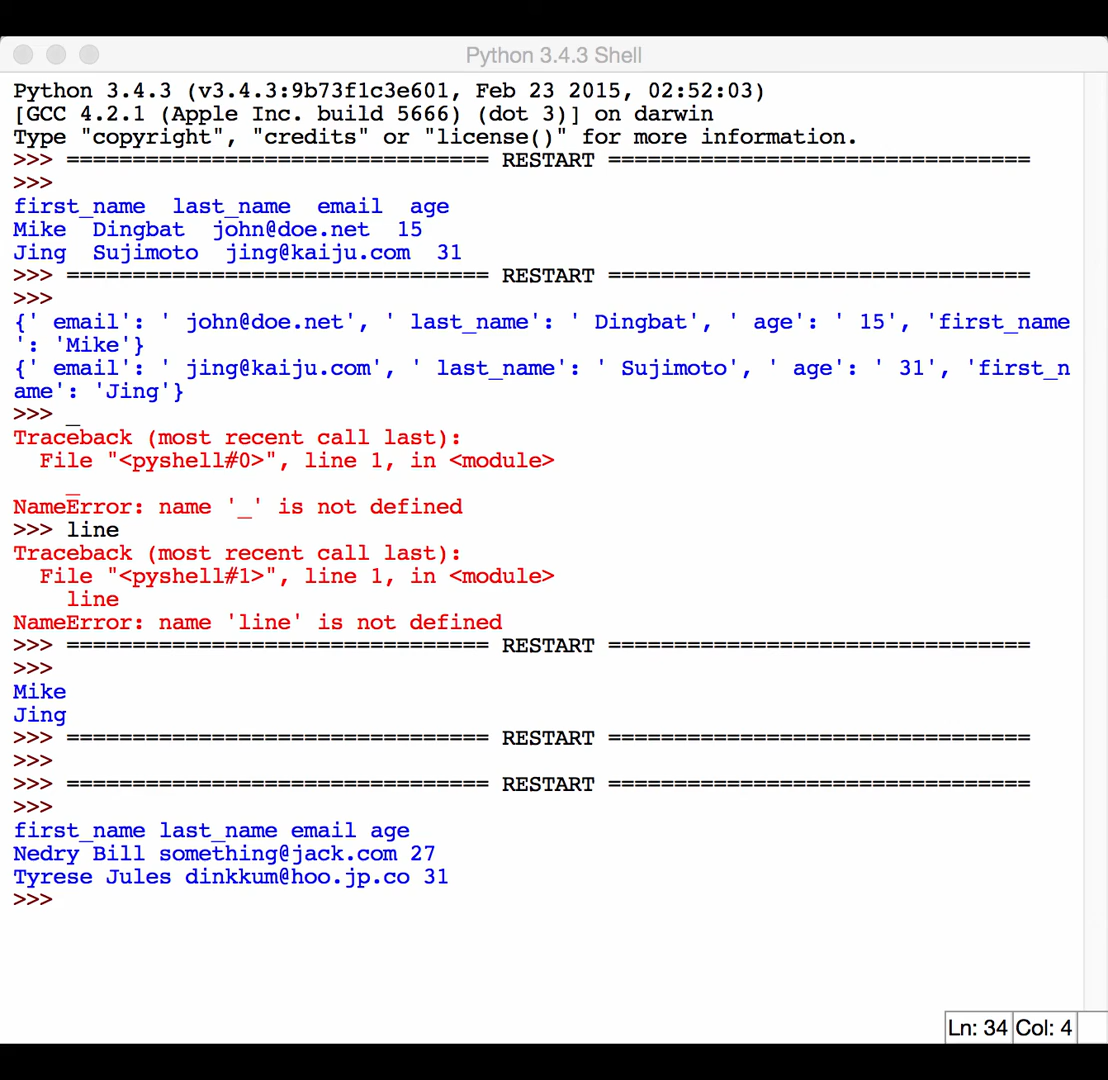 Python 3.4.3 Shell
Python 3.4.3 (v3.4.3:9b73f1c3e601, Feb 23 2015, 02:52:03)
[GCC 4.2.1 (Apple Inc. build 5666) (dot 3)] on darwin
Type "copyright", "credits" or "license()" for more information.
>>> ================================ RESTART ================================
>>>
first_name  last_name  email  age
Mike  Dingbat  john@doe.net  15
Jing  Sujimoto  jing@kaiju.com  31
>>> ================================ RESTART ================================
>>>
{' email': ' john@doe.net', ' last_name': ' Dingbat', ' age': ' 15', 'first_name
': 'Mike'}
{' email': ' jing@kaiju.com', ' last_name': ' Sujimoto', ' age': ' 31', 'first_n
ame': 'Jing'}
>>> _
Traceback (most recent call last):
  File "<pyshell#0>", line 1, in <module>
    _
NameError: name '_' is not defined
>>> line
Traceback (most recent call last):
  File "<pyshell#1>", line 1, in <module>
    line
NameError: name 'line' is not defined
>>> ================================ RESTART ================================
>>>
Mike
Jing
>>> ================================ RESTART ================================
>>>
>>> ================================ RESTART ================================
>>>
first_name last_name email age
Nedry Bill something@jack.com 27
Tyrese Jules dinkkum@hoo.jp.co 31
>>>
Ln: 34 Col: 4